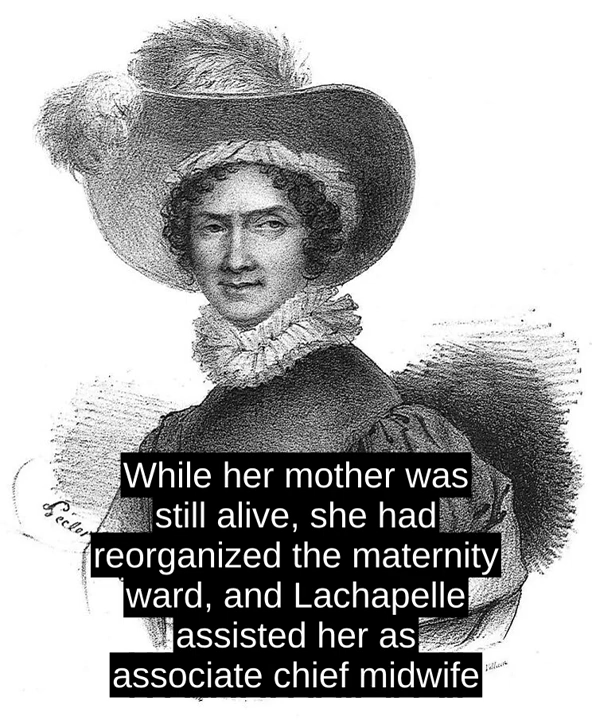 While her mother was
still alive, she had
reorganized the maternity
ward, and Lachapelle
assisted her as
associate chief midwife